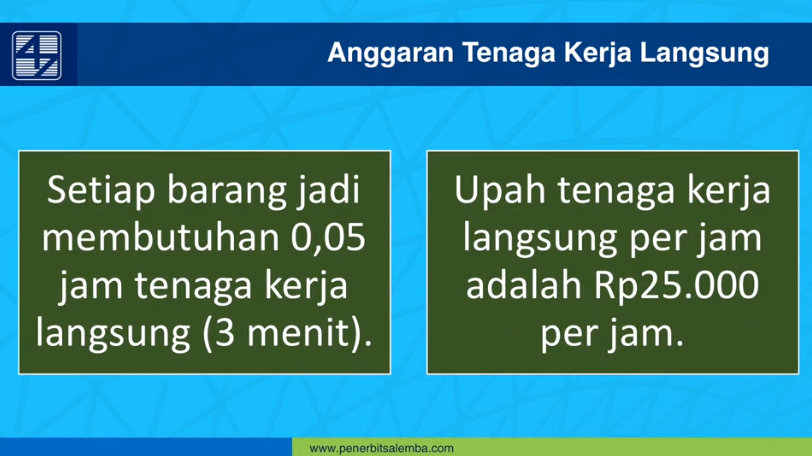 Anggaran Tenaga Kerja Langsung
Setiap barang jadi
membutuhan 0,05
jam tenaga kerja
langsung (3 menit).
Upah tenaga kerja
langsung per jam
adalah Rp25.000
per jam.
www.penerbitsalemba.com